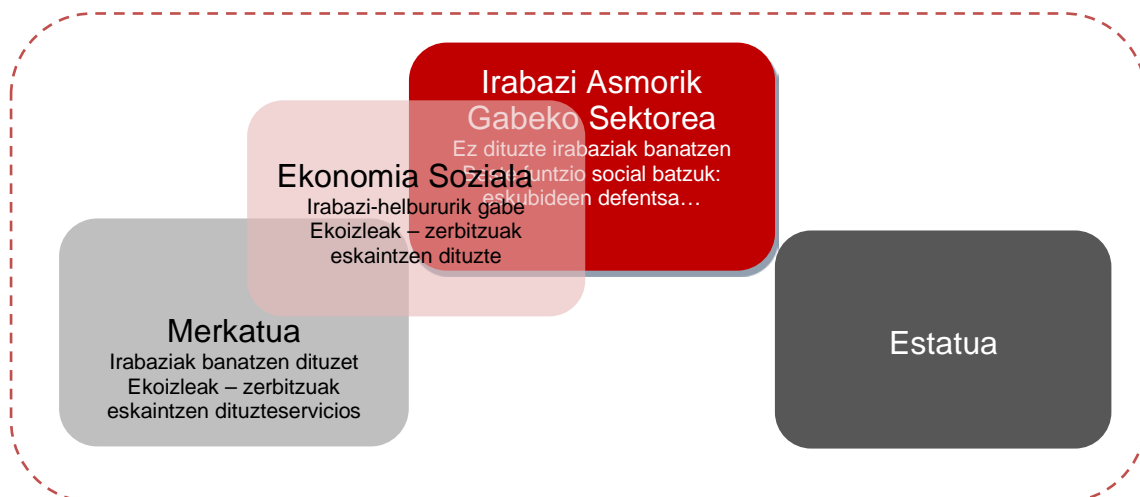 Irabazi Asmorik
Gabeko Sektorea
Ez dituzte irabaziak banatzen
Beste funtzio social batzuk:
eskubideen defentsa…
Ekonomia Soziala
Irabazi-helbururik gabe
Ekoizleak – zerbitzuak
eskaintzen dituzte
Merkatua
Irabaziak banatzen dituzet
Ekoizleak – zerbitzuak
eskaintzen dituzteservicios
Estatua